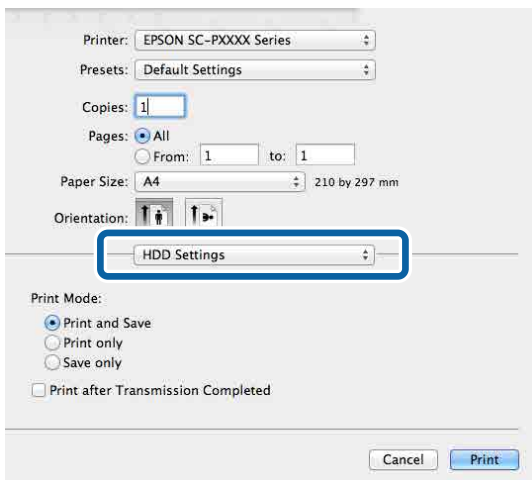 Printer: EPSON SC-PXXXX Series
Presets: Default Settings
Copies: 1
Pages: All
From: 1 to: 1
Paper Size: A4 210 by 297 mm
Orientation:
HDD Settings
Print Mode:
Print and Save
Print only
Save only
Print after Transmission Completed
Cancel Print